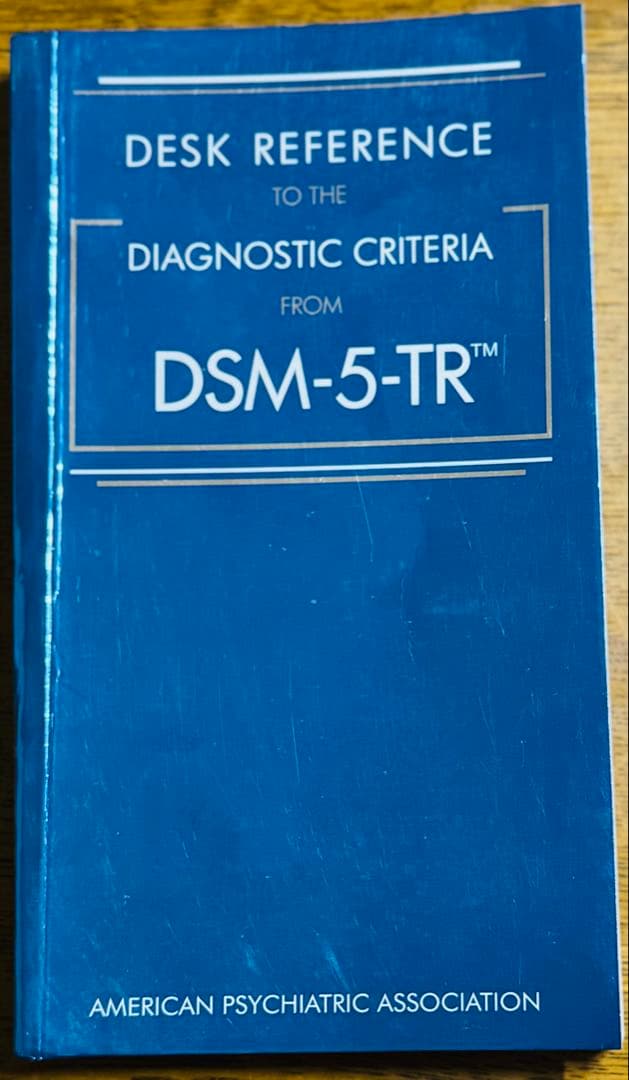 DESK REFERENCE
TO THE
DIAGNOSTIC CRITERIA
FROM
DSM-5-TR™
AMERICAN PSYCHIATRIC ASSOCIATION